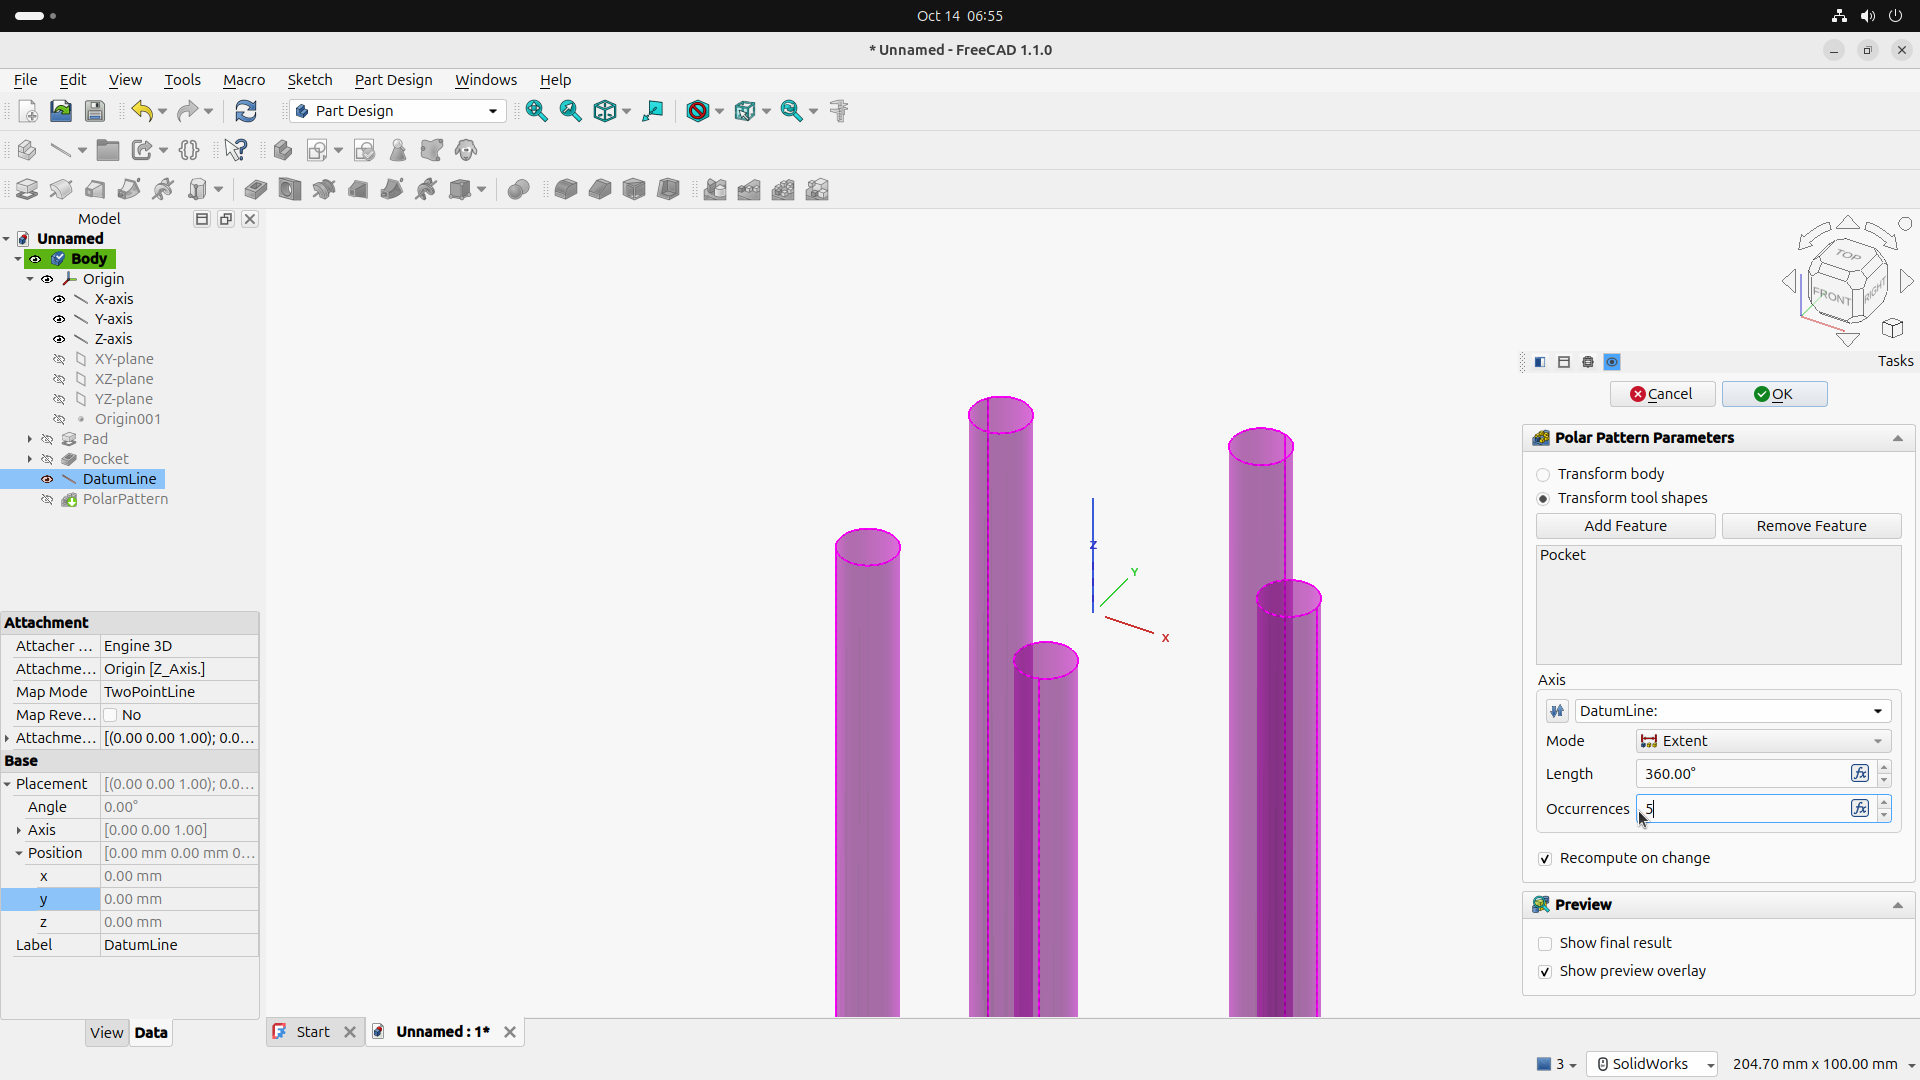 Oct 14  06:55
* Unnamed - FreeCAD 1.1.0
File Edit View Tools Macro Sketch Part Design Windows Help
Part Design
Model
Unnamed
Body
Origin
X-axis
Y-axis
Z-axis
XY-plane
XZ-plane
YZ-plane
Origin001
Pad
Pocket
DatumLine
PolarPattern
Attachment
Attacher ... Engine 3D
Attachme... Origin [Z_Axis.]
Map Mode TwoPointLine
Map Reve... No
Attachme... [(0.00 0.00 1.00); 0.0...
Base
Placement [(0.00 0.00 1.00); 0.0...
Angle 0.00°
Axis [0.00 0.00 1.00]
Position [0.00 mm 0.00 mm 0...
x 0.00 mm
y 0.00 mm
z 0.00 mm
Label DatumLine
View Data
Z
Y
X
TOP
FRONT
RIGHT
Tasks
Cancel OK
Polar Pattern Parameters
Transform body
Transform tool shapes
Add Feature Remove Feature
Pocket
Axis
DatumLine:
Mode Extent
Length 360.00°
Occurrences 5
Recompute on change
Preview
Show final result
Show preview overlay
Start Unnamed : 1*
3 SolidWorks 204.70 mm x 100.00 mm